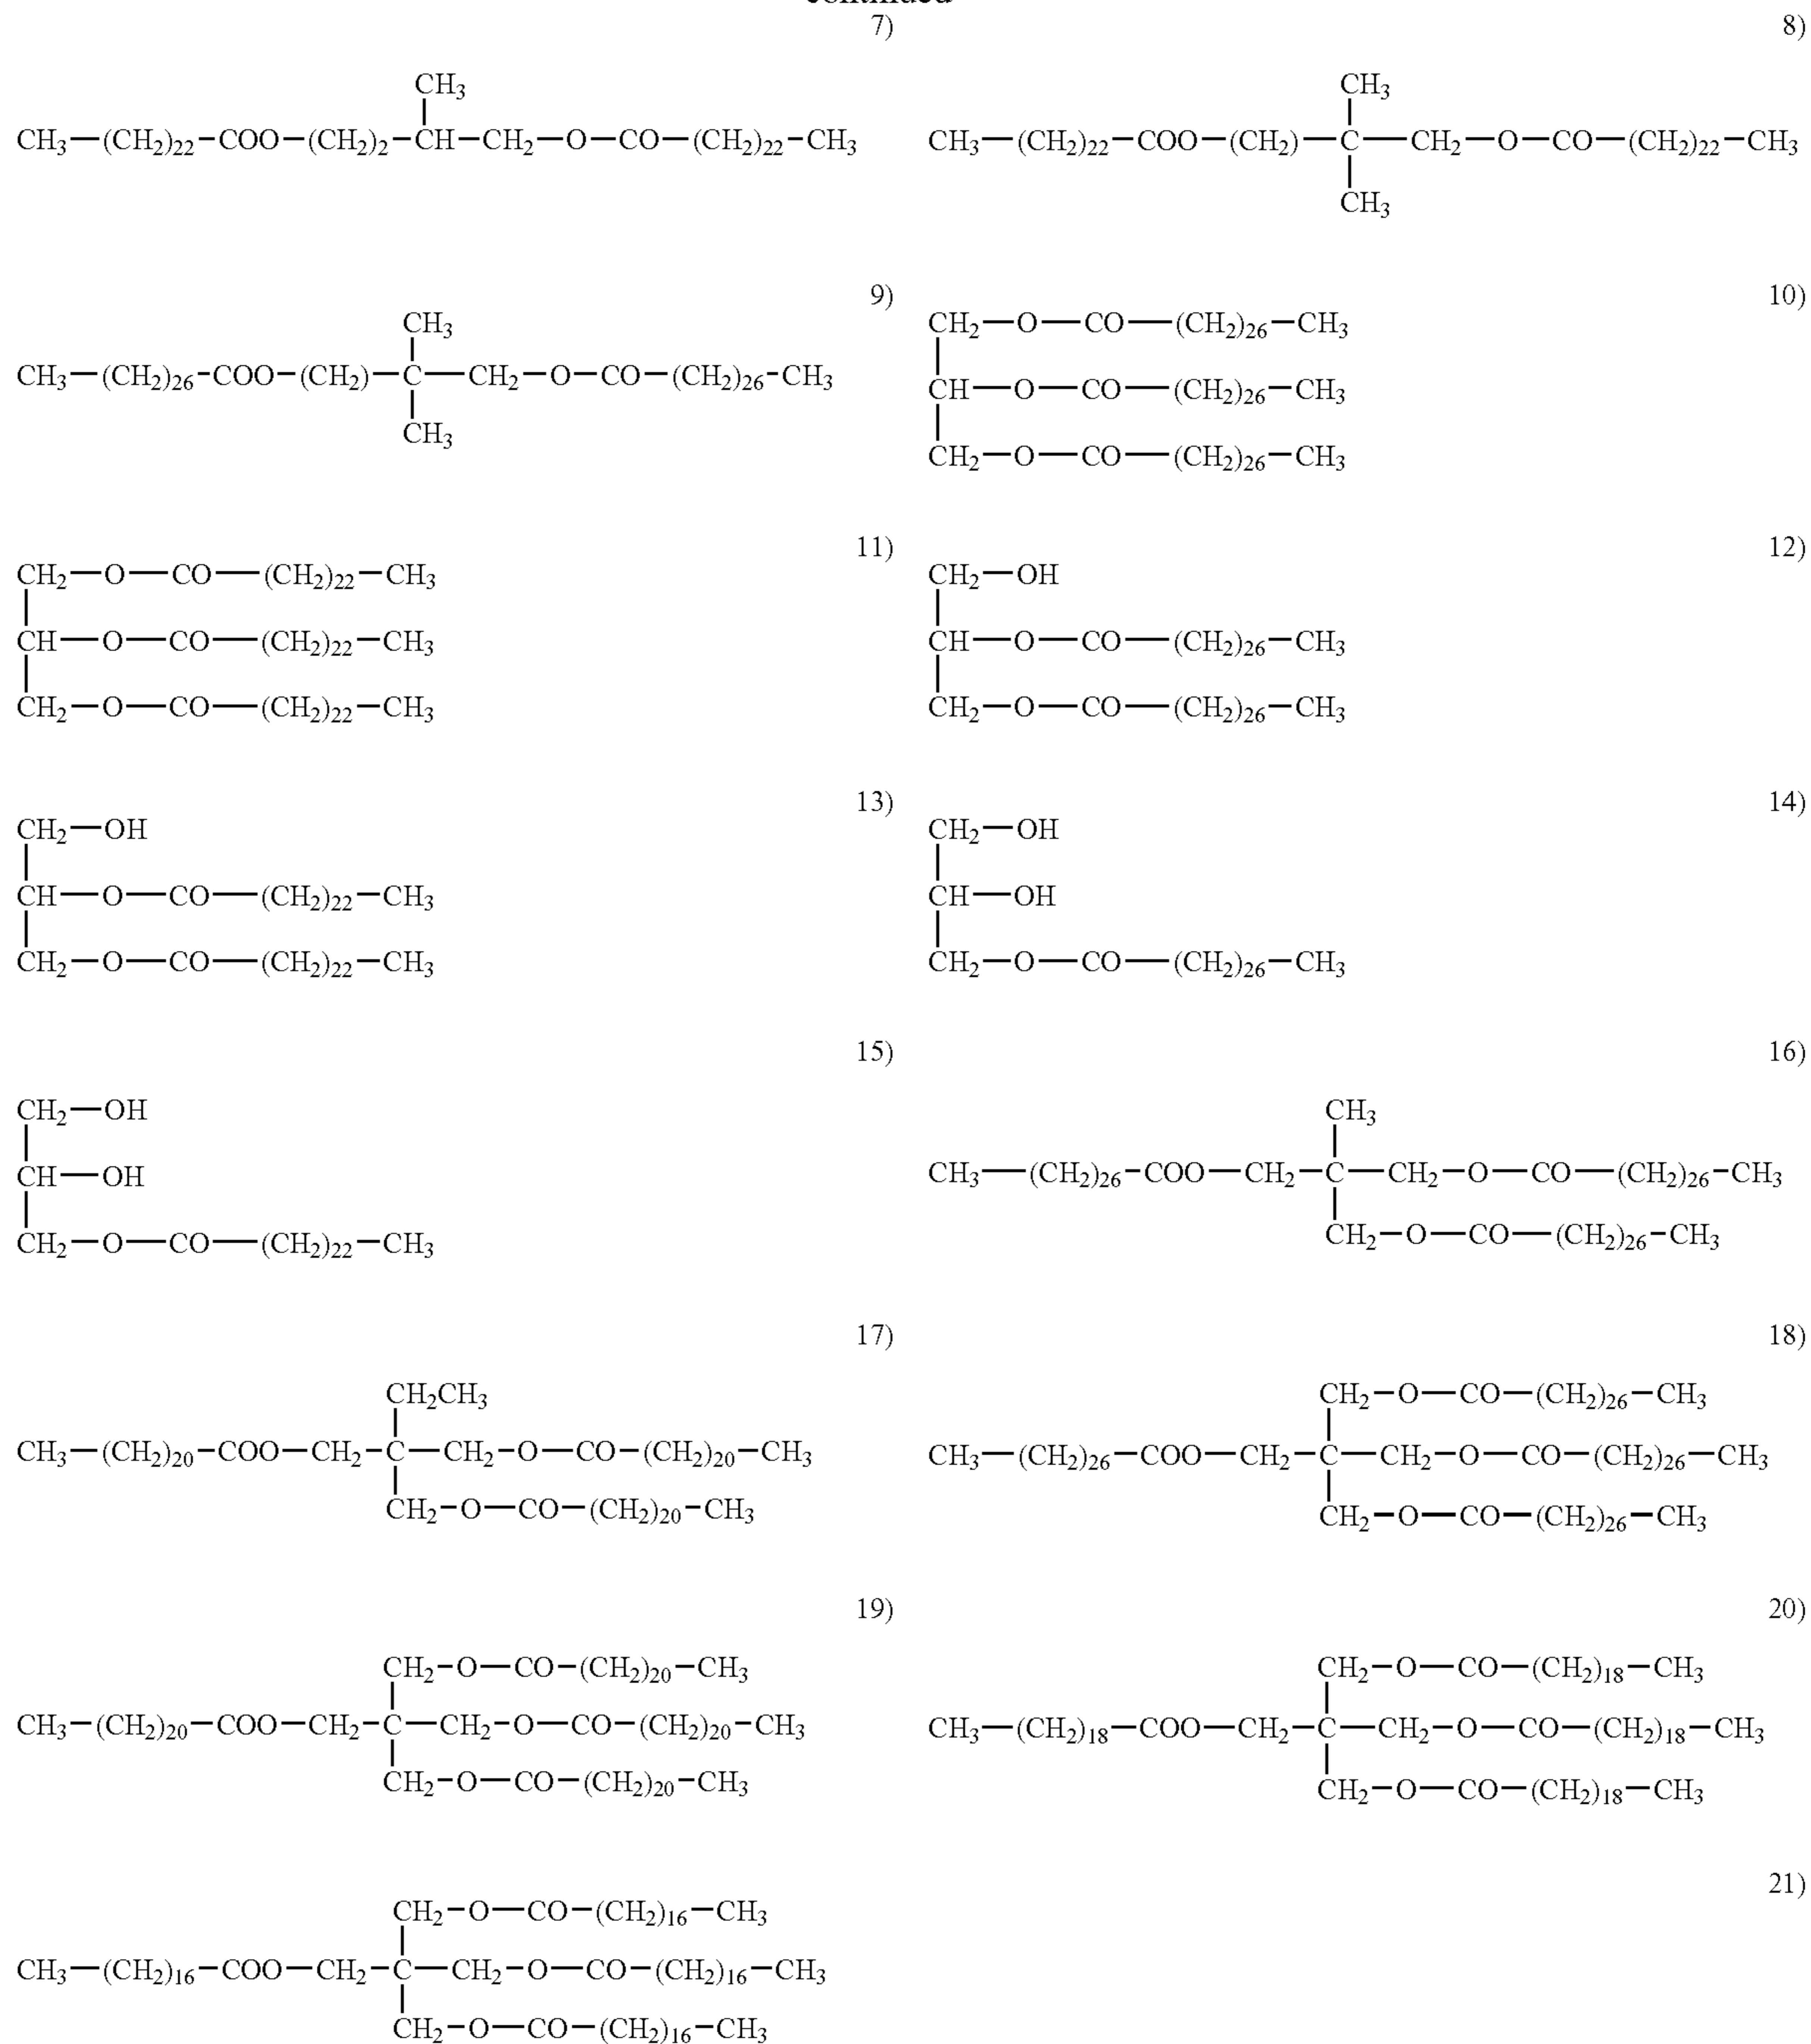 continued
7)
CH₃—(CH₂)₂₂—COO—(CH₂)₂—CH—CH₂—O—CO—(CH₂)₂₂—CH₃
CH₃
8)
CH₃
CH₃—(CH₂)₂₂—COO—(CH₂)—C—CH₂—O—CO—(CH₂)₂₂—CH₃
CH₃
9)
CH₃
CH₃—(CH₂)₂₆—COO—(CH₂)—C—CH₂—O—CO—(CH₂)₂₆—CH₃
CH₃
10)
CH₂—O—CO—(CH₂)₂₆—CH₃
CH—O—CO—(CH₂)₂₆—CH₃
CH₂—O—CO—(CH₂)₂₆—CH₃
11)
CH₂—O—CO—(CH₂)₂₂—CH₃
CH—O—CO—(CH₂)₂₂—CH₃
CH₂—O—CO—(CH₂)₂₂—CH₃
12)
CH₂—OH
CH—O—CO—(CH₂)₂₆—CH₃
CH₂—O—CO—(CH₂)₂₆—CH₃
13)
CH₂—OH
CH—O—CO—(CH₂)₂₂—CH₃
CH₂—O—CO—(CH₂)₂₂—CH₃
14)
CH₂—OH
CH—OH
CH₂—O—CO—(CH₂)₂₆—CH₃
15)
CH₂—OH
CH—OH
CH₂—O—CO—(CH₂)₂₂—CH₃
16)
CH₃
CH₃—(CH₂)₂₆—COO—CH₂—C—CH₂—O—CO—(CH₂)₂₆—CH₃
CH₂—O—CO—(CH₂)₂₆—CH₃
17)
CH₂CH₃
CH₃—(CH₂)₂₀—COO—CH₂—C—CH₂—O—CO—(CH₂)₂₀—CH₃
CH₂—O—CO—(CH₂)₂₀—CH₃
18)
CH₂—O—CO—(CH₂)₂₆—CH₃
CH₃—(CH₂)₂₆—COO—CH₂—C—CH₂—O—CO—(CH₂)₂₆—CH₃
CH₂—O—CO—(CH₂)₂₆—CH₃
19)
CH₂—O—CO—(CH₂)₂₀—CH₃
CH₃—(CH₂)₂₀—COO—CH₂—C—CH₂—O—CO—(CH₂)₂₀—CH₃
CH₂—O—CO—(CH₂)₂₀—CH₃
20)
CH₂—O—CO—(CH₂)₁₈—CH₃
CH₃—(CH₂)₁₈—COO—CH₂—C—CH₂—O—CO—(CH₂)₁₈—CH₃
CH₂—O—CO—(CH₂)₁₈—CH₃
21)
CH₂—O—CO—(CH₂)₁₆—CH₃
CH₃—(CH₂)₁₆—COO—CH₂—C—CH₂—O—CO—(CH₂)₁₆—CH₃
CH₂—O—CO—(CH₂)₁₆—CH₃